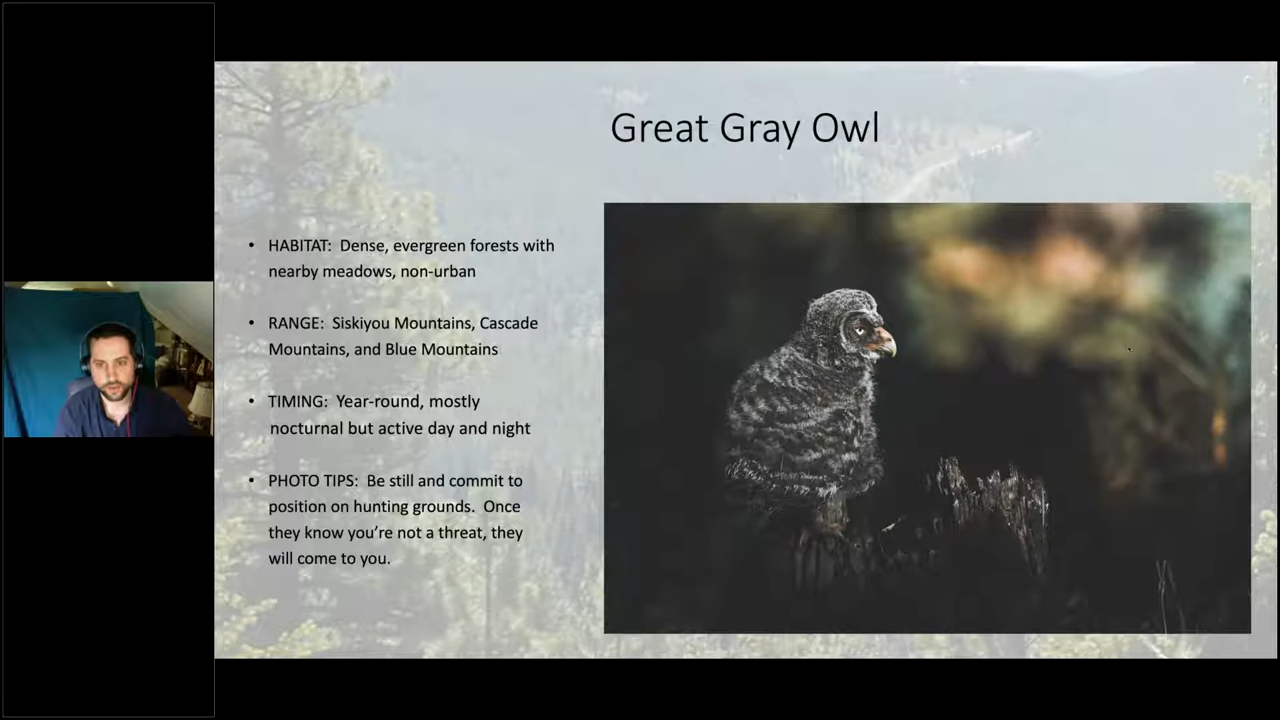 Great Gray Owl
• HABITAT: Dense, evergreen forests with
nearby meadows, non-urban
• RANGE: Siskiyou Mountains, Cascade
Mountains, and Blue Mountains
• TIMING: Year-round, mostly
nocturnal but active day and night
• PHOTO TIPS: Be still and commit to
position on hunting grounds. Once
they know you’re not a threat, they
will come to you.